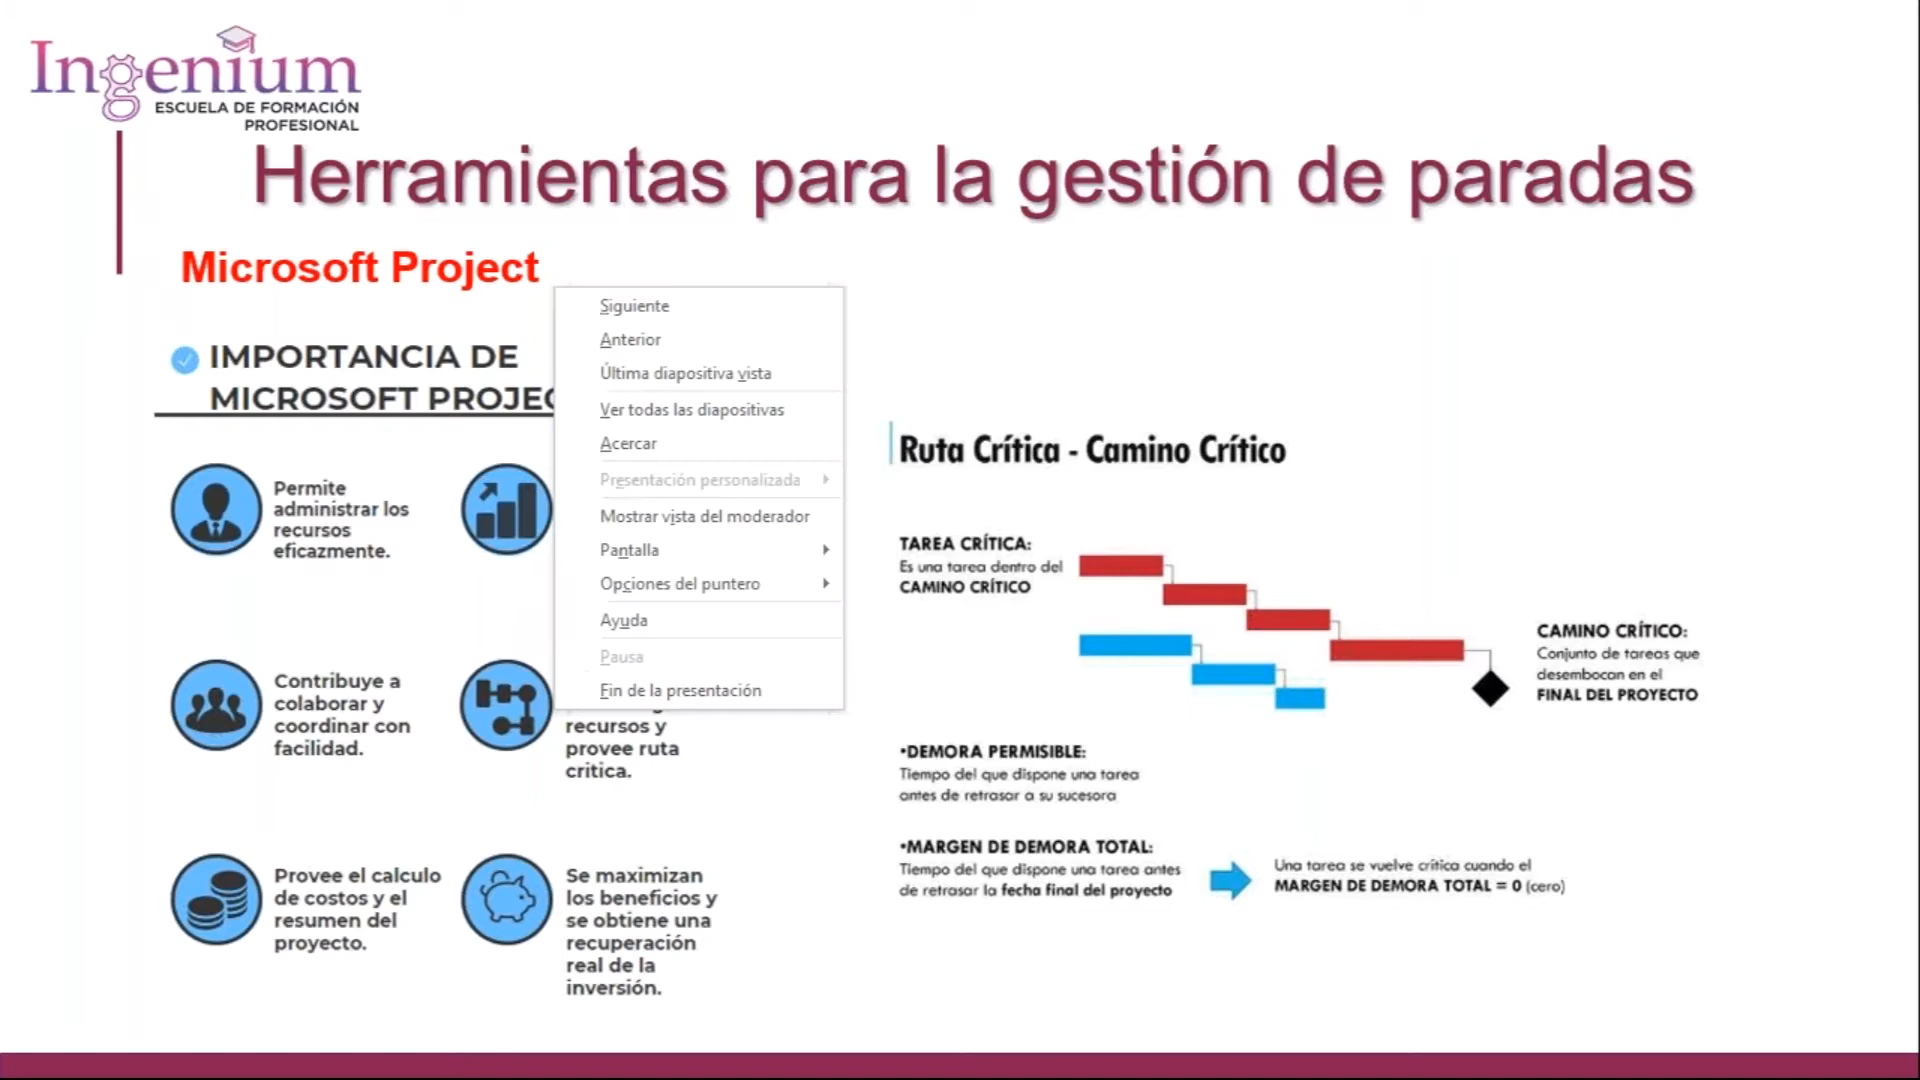 Ingenium
ESCUELA DE FORMACIÓN
PROFESIONAL
Herramientas para la gestión de paradas
Microsoft Project
IMPORTANCIA DE
MICROSOFT PROJEC
Permite
administrar los
recursos
eficazmente.
Contribuye a
colaborar y
coordinar con
facilidad.
recursos y
provee ruta
critica.
Provee el calculo
de costos y el
resumen del
proyecto.
Se maximizan
los beneficios y
se obtiene una
recuperación
real de la
inversión.
Siguiente
Anterior
Última diapositiva vista
Ver todas las diapositivas
Acercar
Presentación personalizada
Mostrar vista del moderador
Pantalla
Opciones del puntero
Ayuda
Pausa
Fin de la presentación
Ruta Crítica - Camino Crítico
TAREA CRÍTICA:
Es una tarea dentro del
CAMINO CRÍTICO
CAMINO CRÍTICO:
Conjunto de tareas que
desembocan en el
FINAL DEL PROYECTO
•DEMORA PERMISIBLE:
Tiempo del que dispone una tarea
antes de retrasar a su sucesora
•MARGEN DE DEMORA TOTAL:
Tiempo del que dispone una tarea antes
de retrasar la fecha final del proyecto
Una tarea se vuelve crítica cuando el
MARGEN DE DEMORA TOTAL = 0 (cero)